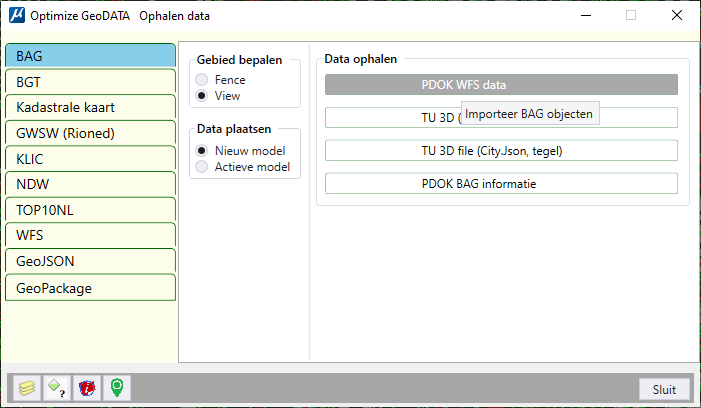 Optimize GeoDATA Ophalen data
BAG
BGT
Kadastrale kaart
GWSW (Rioned)
KLIC
NDW
TOP10NL
WFS
GeoJSON
GeoPackage
Gebied bepalen
Fence
View
Data plaatsen
Nieuw model
Actieve model
Data ophalen
PDOK WFS data
TU 3D (
Importeer BAG objecten
TU 3D file (CityJson, tegel)
PDOK BAG informatie
Sluit